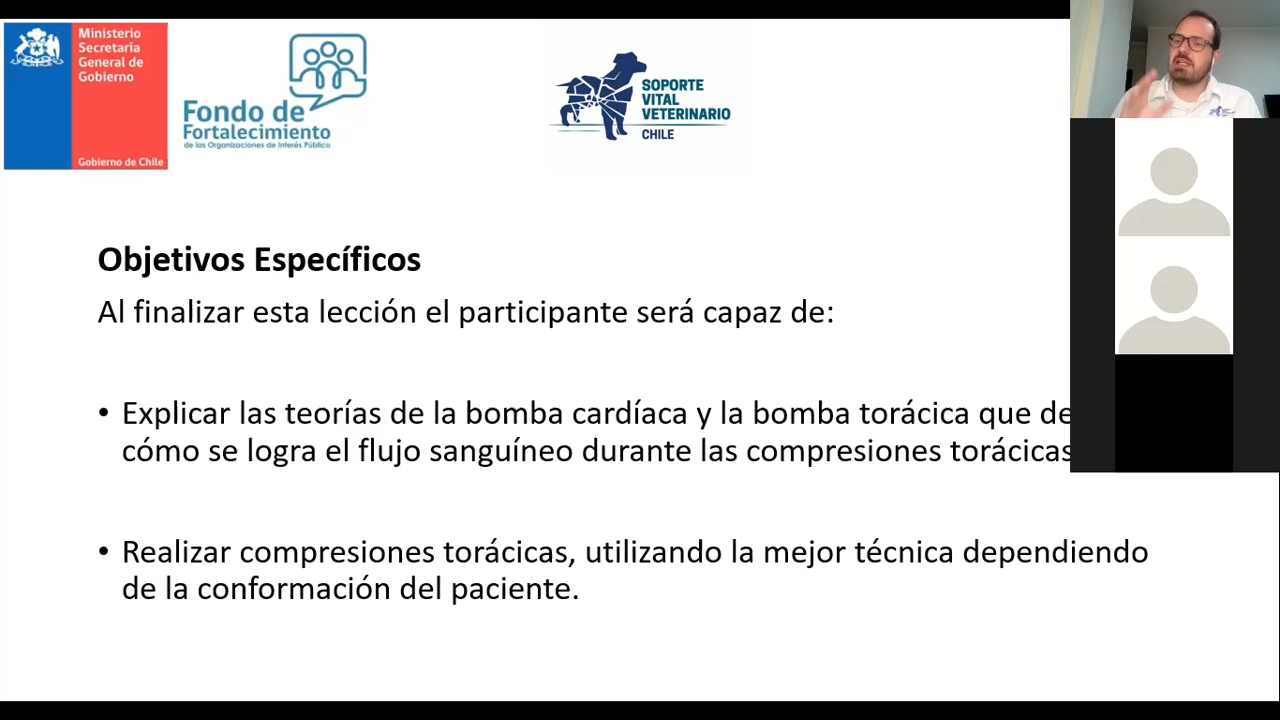 Ministerio
Secretaría
General de
Gobierno
Gobierno de Chile
Fondo de
Fortalecimiento
de las Organizaciones de Interés Público
SOPORTE
VITAL
VETERINARIO
CHILE
Objetivos Específicos
Al finalizar esta lección el participante será capaz de:
• Explicar las teorías de la bomba cardíaca y la bomba torácica que de
cómo se logra el flujo sanguíneo durante las compresiones torácicas
• Realizar compresiones torácicas, utilizando la mejor técnica dependiendo
de la conformación del paciente.